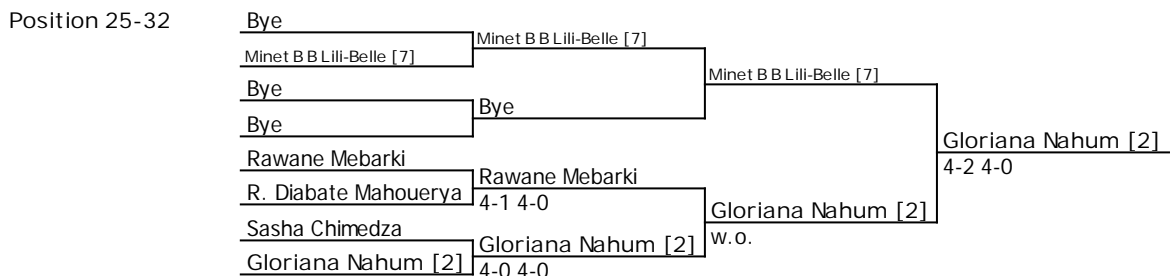 Position 25-32
Bye
Minet B B Lili-Belle [7]
Bye
Bye
Rawane Mebarki
R. Diabate Mahouerya
Sasha Chimedza
Gloriana Nahum [2]
Minet B B Lili-Belle [7]
Bye
Rawane Mebarki
4-1 4-0
Gloriana Nahum [2]
4-0 4-0
Minet B B Lili-Belle [7]
Gloriana Nahum [2]
w.o.
Gloriana Nahum [2]
4-2 4-0